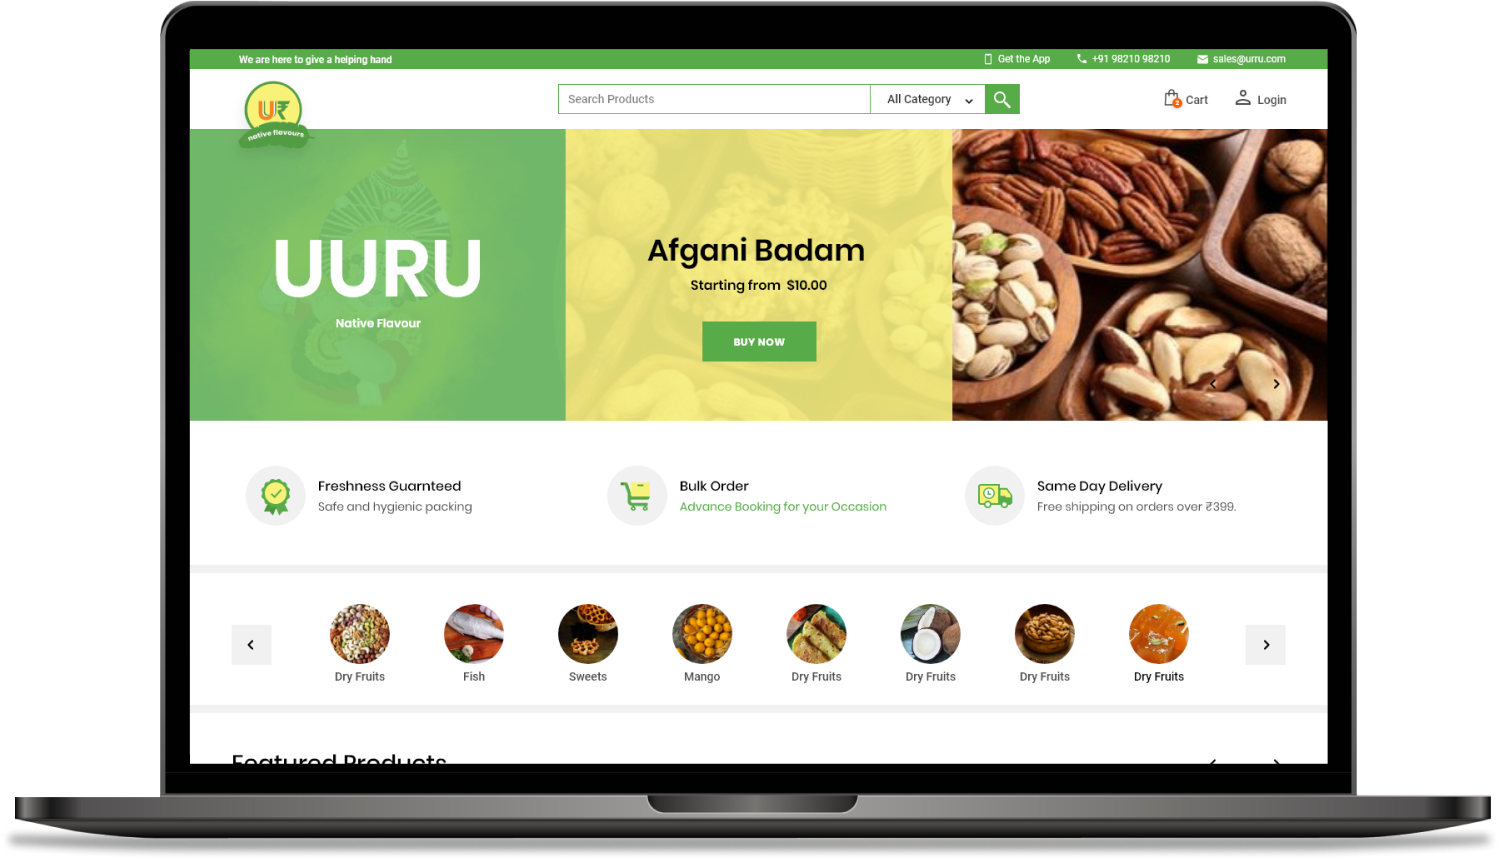 We are here to give a helping hand
Get the App
+91 98210 98210
sales@urru.com
U₹
native flavours
Search Products
All Category
2
Cart
Login
UURU
Native Flavour
Afgani Badam
Starting from $10.00
BUY NOW
Freshness Guarnteed
Safe and hygienic packing
Bulk Order
Advance Booking for your Occasion
Same Day Delivery
Free shipping on orders over ₹399.
Dry Fruits
Fish
Sweets
Mango
Dry Fruits
Dry Fruits
Dry Fruits
Dry Fruits
Featured Products